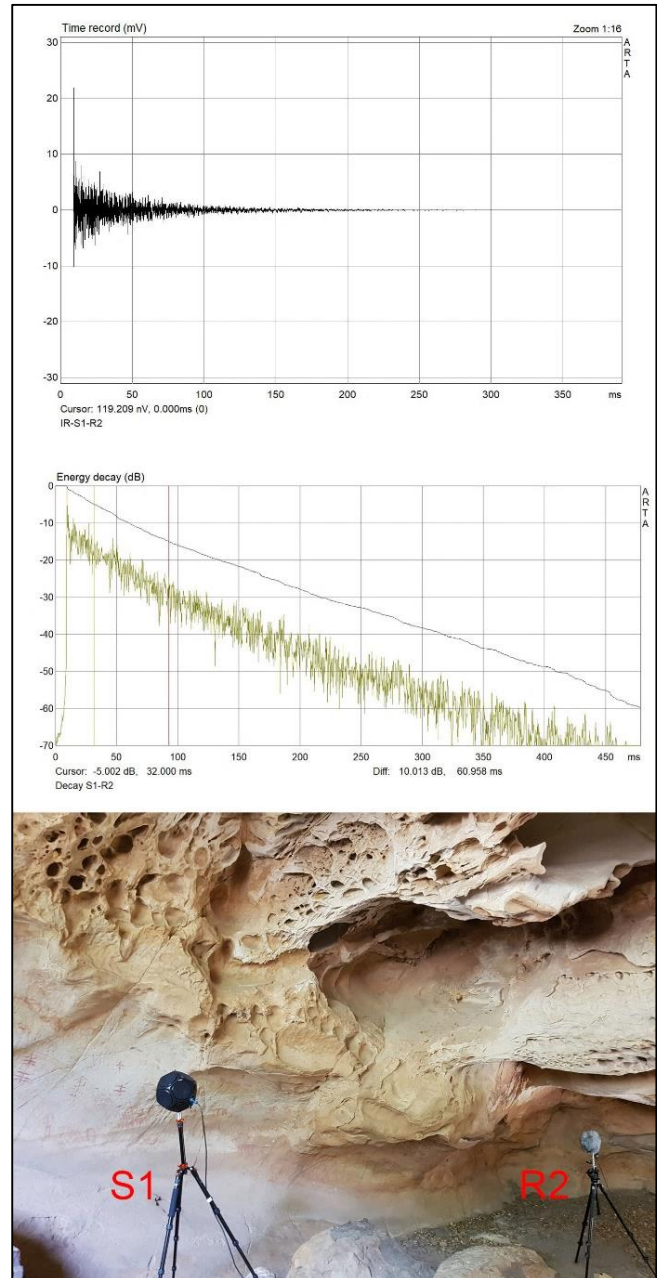 Time record (mV) Zoom 1:16
A
R
T
A
30
20
10
0
-10
-20
-30
0 50 100 150 200 250 300 350 ms
Cursor: 119.209 nV, 0.000ms (0)
IR-S1-R2
Energy decay (dB)
A
R
T
A
0
-10
-20
-30
-40
-50
-60
-70
0 50 100 150 200 250 300 350 400 450 ms
Cursor: -5.002 dB, 32.000 ms Diff: 10.013 dB, 60.958 ms
Decay S1-R2
S1 R2